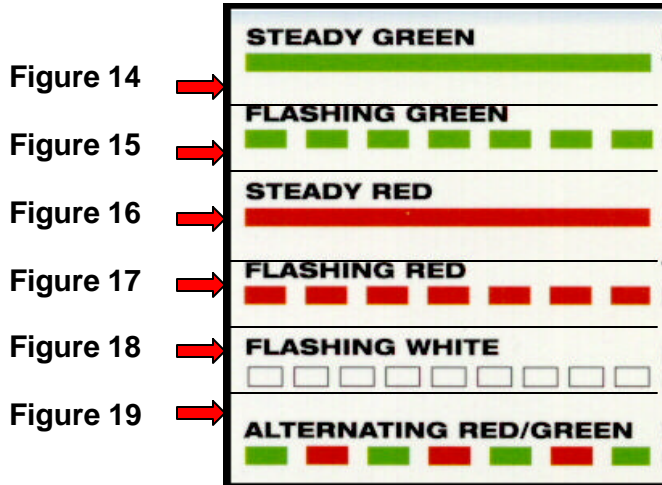 Figure 14
STEADY GREEN
Figure 15
FLASHING GREEN
Figure 16
STEADY RED
Figure 17
FLASHING RED
Figure 18
FLASHING WHITE
Figure 19
ALTERNATING RED/GREEN